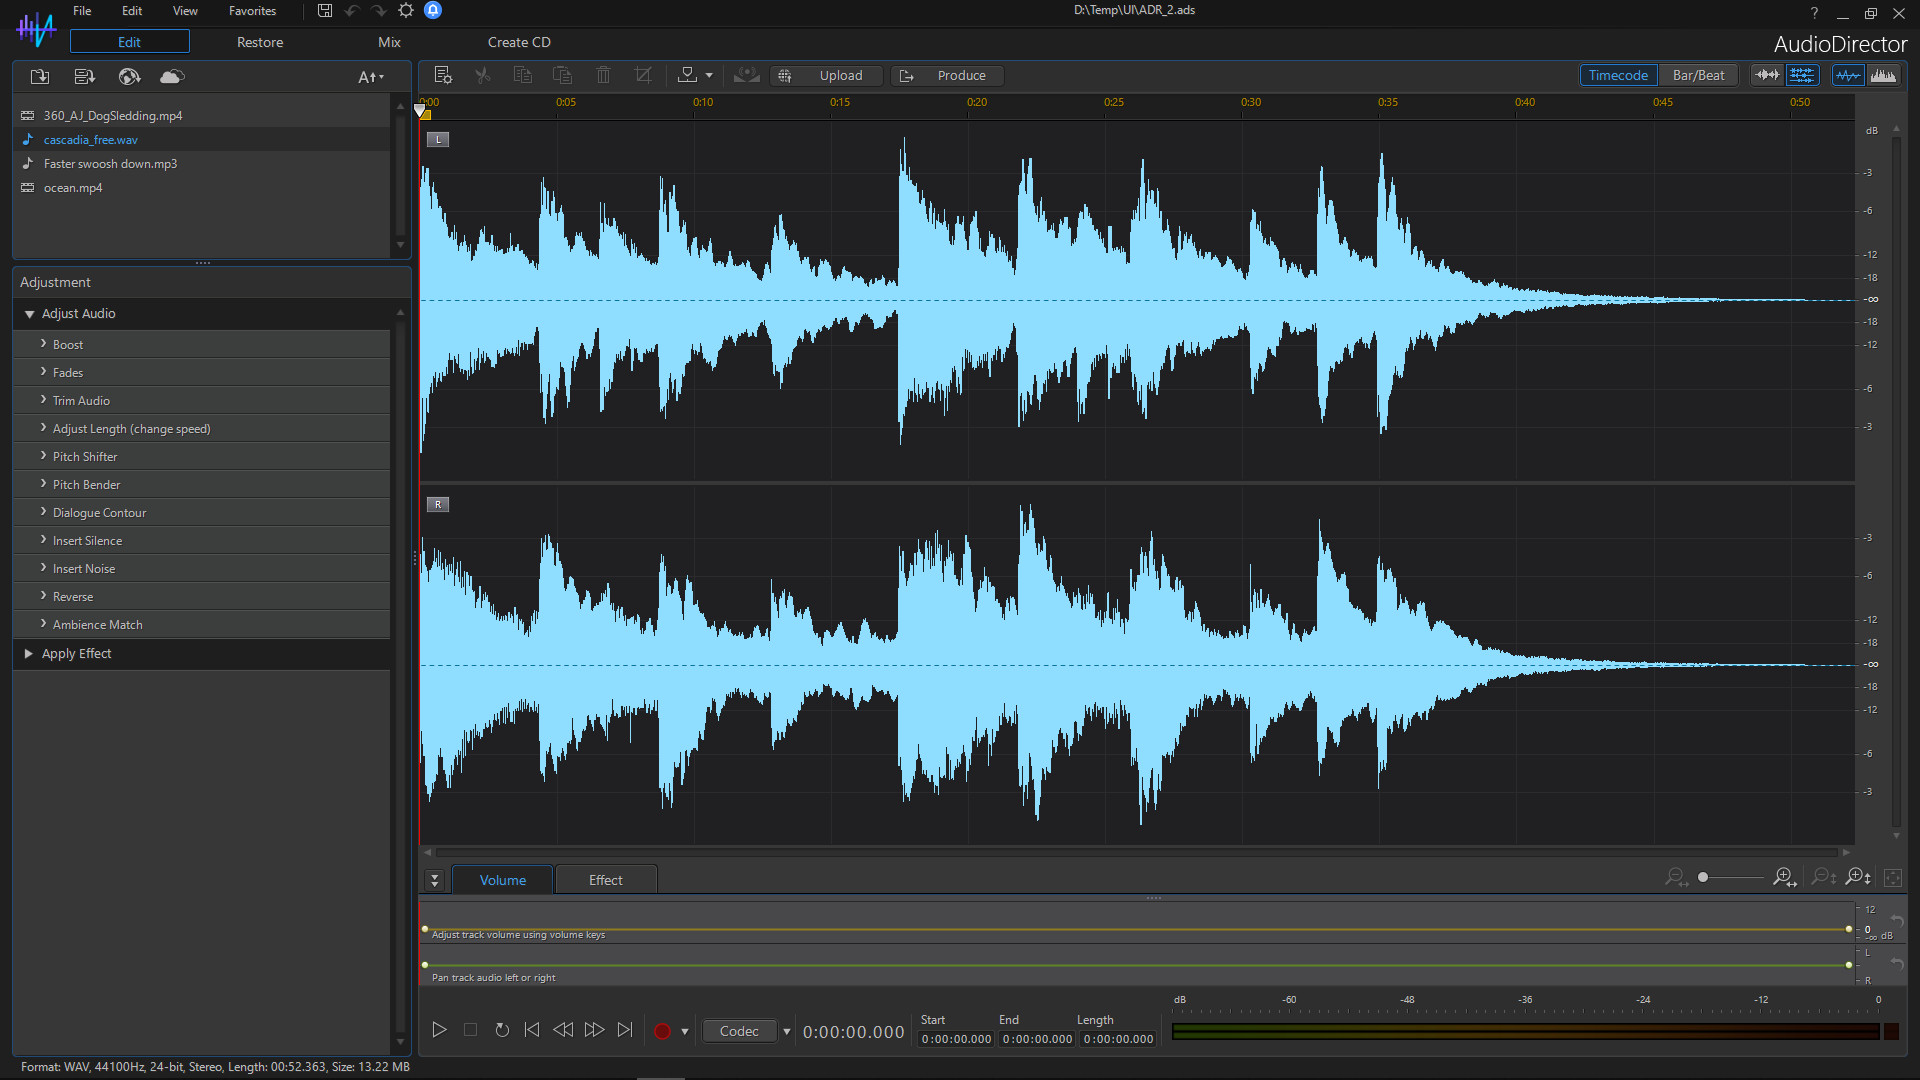 File Edit View Favorites
D:\Temp\UI\ADR_2.ads
?
Edit Restore Mix Create CD
AudioDirector
A
Upload Produce
Timecode Bar/Beat
360_AJ_DogSledding.mp4
cascadia_free.wav
Faster swoosh down.mp3
ocean.mp4
0:00 0:05 0:10 0:15 0:20 0:25 0:30 0:35 0:40 0:45 0:50
L
dB
-3
-6
-12
-18
-∞
-18
-12
-6
-3
Adjustment
Adjust Audio
Boost
Fades
Trim Audio
Adjust Length (change speed)
Pitch Shifter
Pitch Bender
Dialogue Contour
Insert Silence
Insert Noise
Reverse
Ambience Match
Apply Effect
R
-3
-6
-12
-18
-∞
-18
-12
-6
-3
Volume Effect
12
0
-∞ dB
Adjust track volume using volume keys
L
R
Pan track audio left or right
dB -60 -48 -36 -24 -12 0
Codec
0:00:00.000
Start End Length
0:00:00.000 0:00:00.000 0:00:00.000
Format: WAV, 44100Hz, 24-bit, Stereo, Length: 00:52.363, Size: 13.22 MB